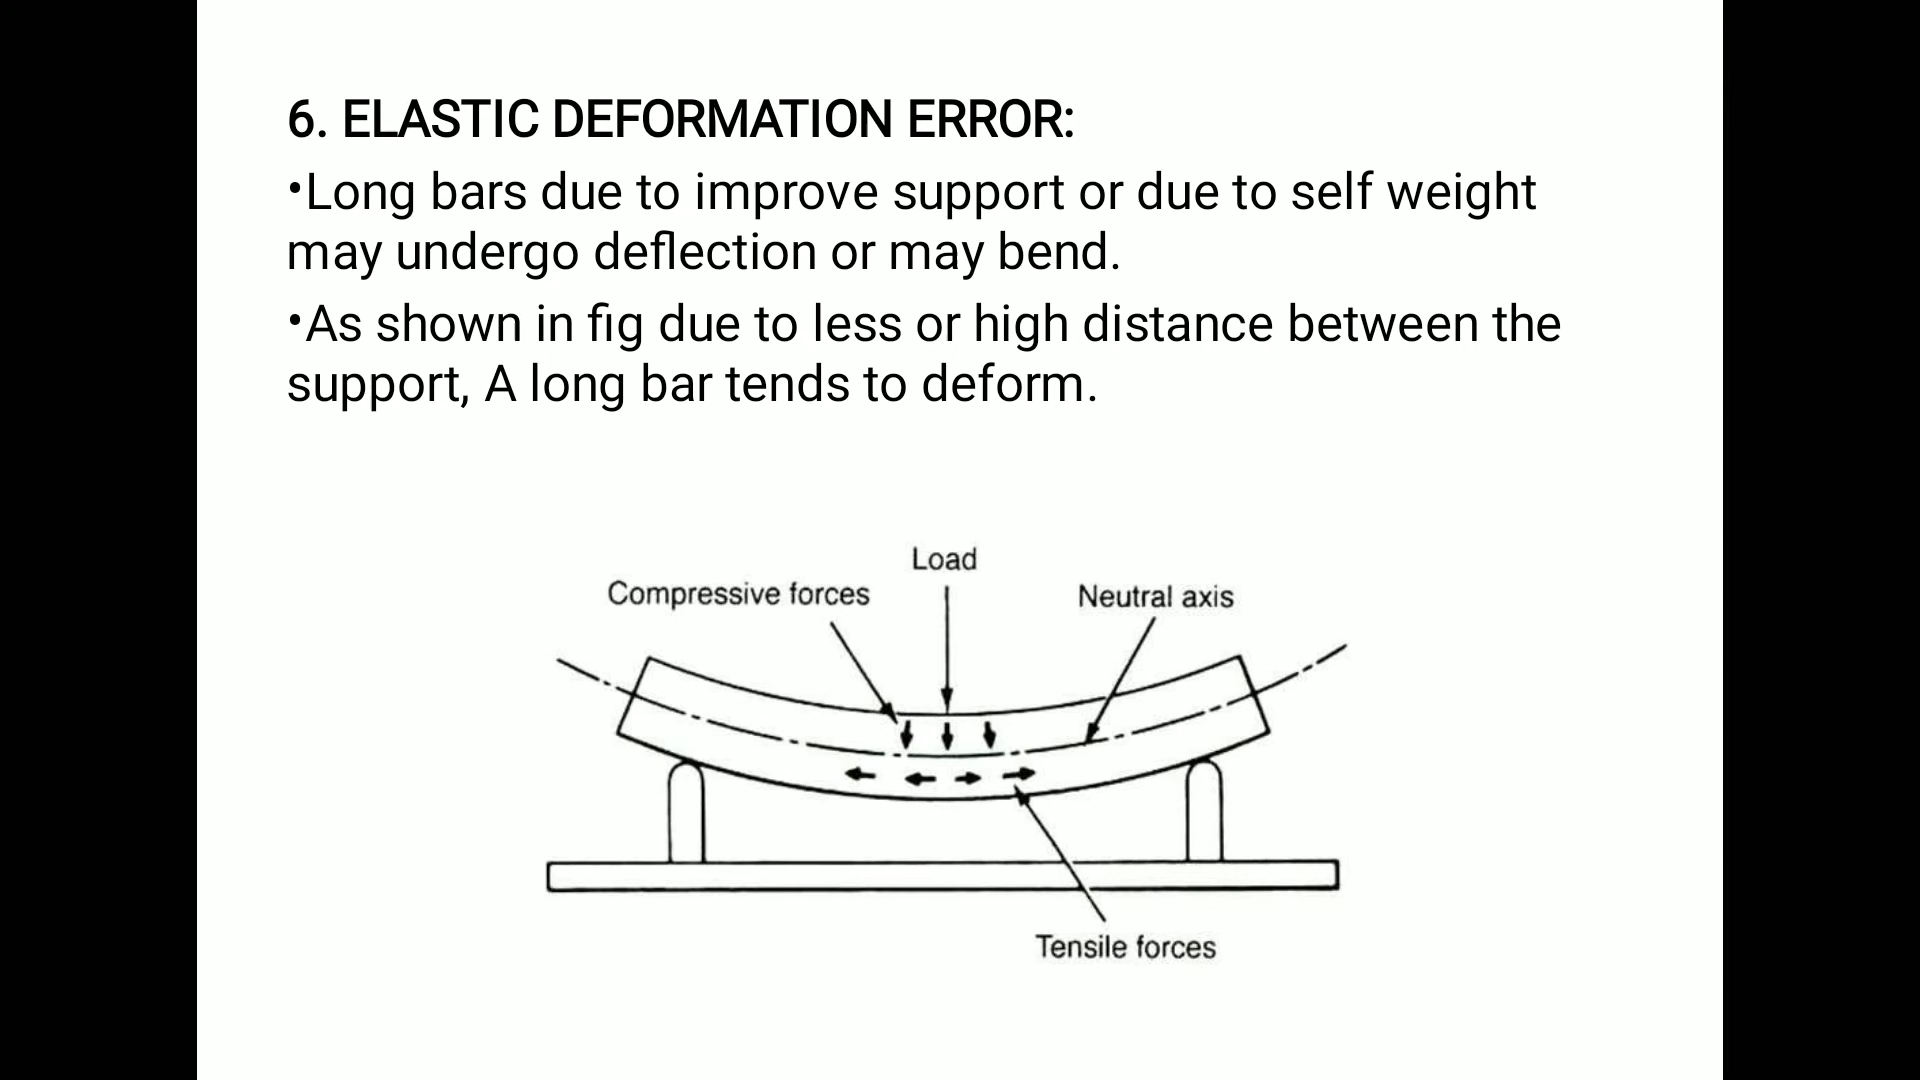 6. ELASTIC DEFORMATION ERROR:
•Long bars due to improve support or due to self weight
may undergo deflection or may bend.
•As shown in fig due to less or high distance between the
support, A long bar tends to deform.
Load
Compressive forces
Neutral axis
Tensile forces